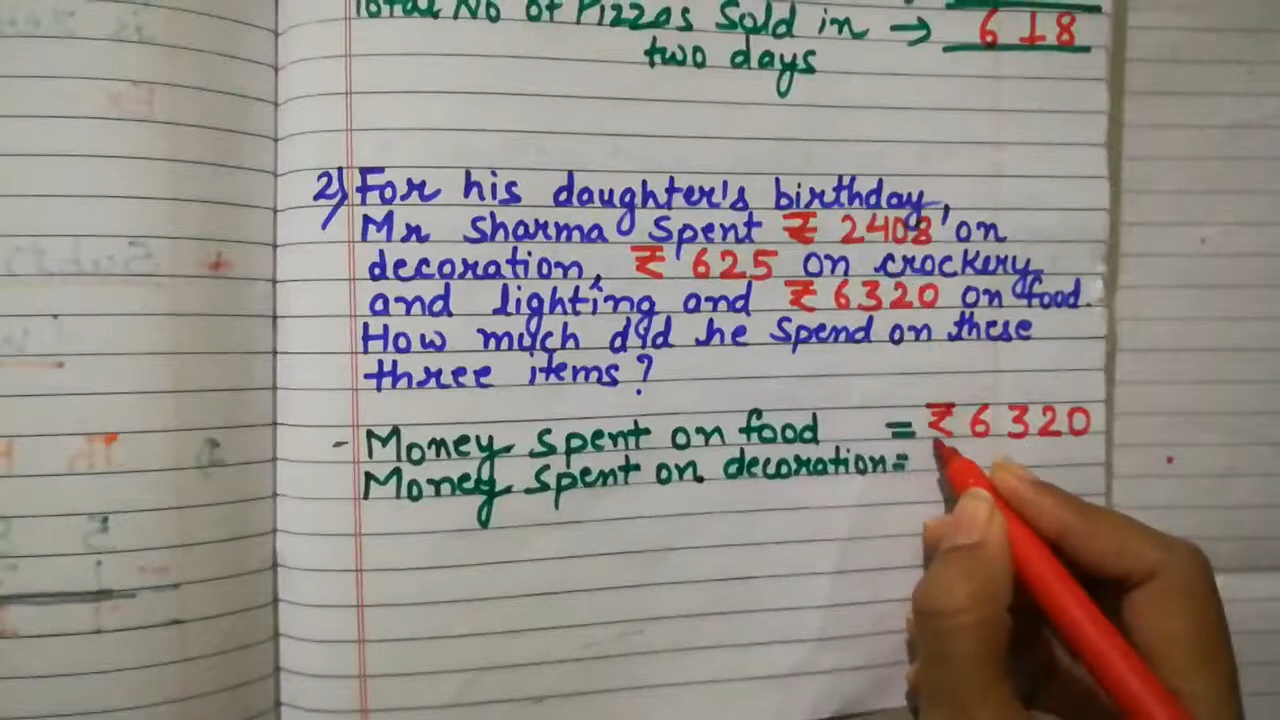 Total No of Pizzas Sold in → 618
two days
2) For his daughter's birthday,
Mr Sharma spent ₹ 2408 on
decoration, ₹ 625 on crockery
and lighting and ₹ 6320 on food.
How much did he spend on these
three items?
- Money spent on food = ₹ 6320
Money spent on decoration =